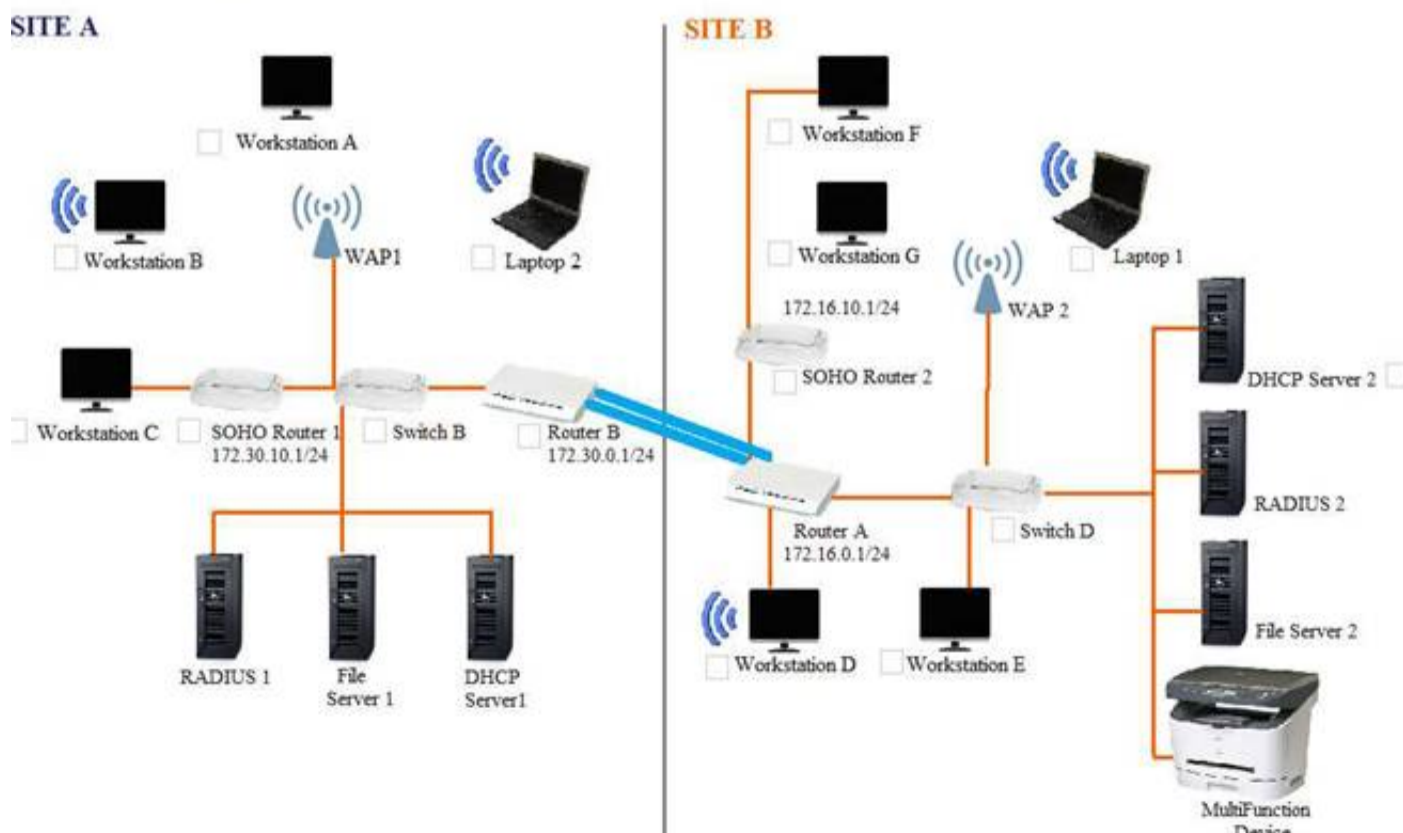 SITE A
SITE B
Workstation A
Workstation F
Workstation B
WAP1
Laptop 2
Workstation G
Laptop 1
172.16.10.1/24
WAP 2
SOHO Router 2
DHCP Server 2
Workstation C
SOHO Router 1
172.30.10.1/24
Switch B
Router B
172.30.0.1/24
RADIUS 2
Router A
172.16.0.1/24
Switch D
File Server 2
Workstation D
Workstation E
RADIUS 1
File
Server 1
DHCP
Server1
MultiFunction
Device